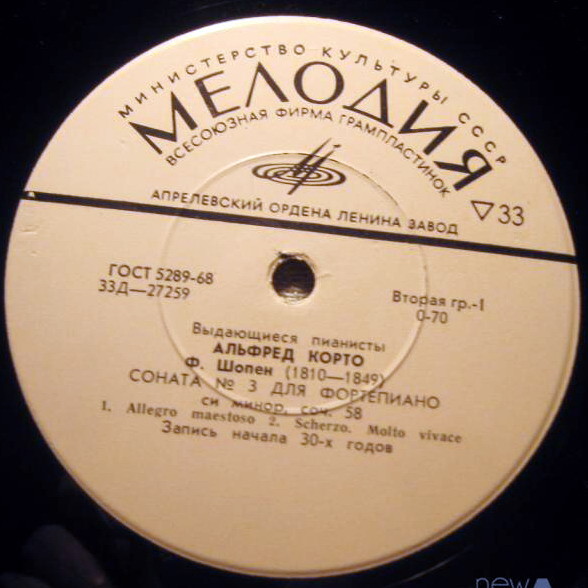 МИНИСТЕРСТВО КУЛЬТУРЫ СССР
МЕЛОДИЯ
ВСЕСОЮЗНАЯ ФИРМА ГРАМПЛАСТИНОК
АПРЕЛЕВСКИЙ ОРДЕНА ЛЕНИНА ЗАВОД
▽33
ГОСТ 5289-68
33Д—27259
Вторая гр.-1
0-70
Выдающиеся пианисты
АЛЬФРЕД КОРТО
Ф. Шопен (1810—1849)
СОНАТА № 3 ДЛЯ ФОРТЕПИАНО
си минор, соч. 58
1. Allegro maestoso 2. Scherzo. Molto vivace
Запись начала 30-х годов